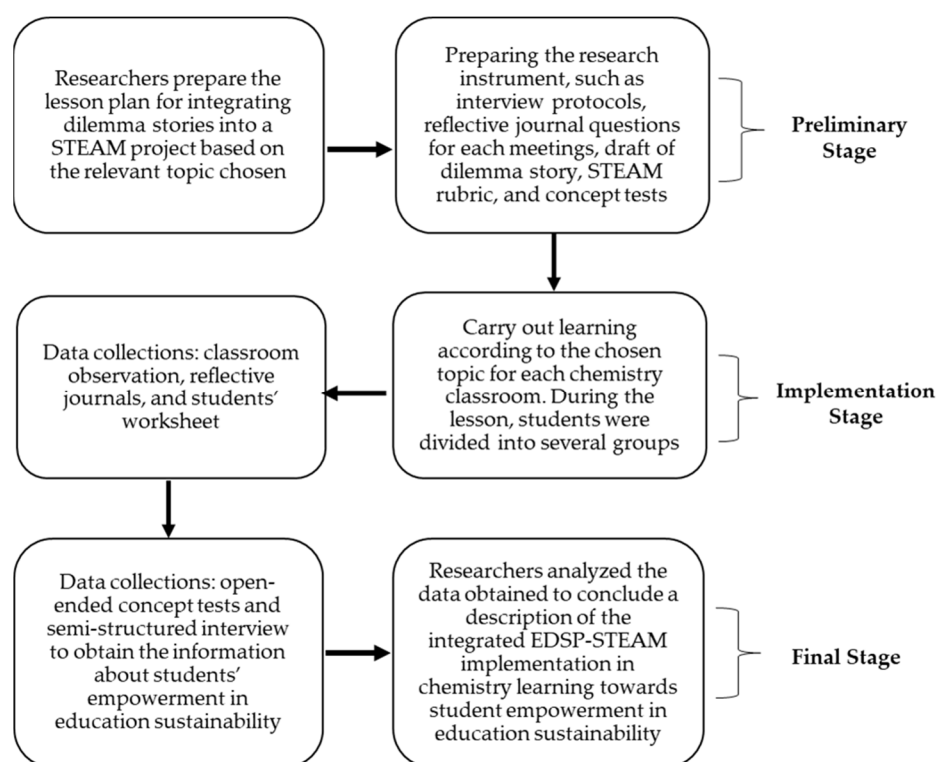 Researchers prepare the
lesson plan for integrating
dilemma stories into a
STEAM project based on
the relevant topic chosen
Preparing the research
instrument, such as
interview protocols,
reflective journal questions
for each meetings, draft of
dilemma story, STEAM
rubric, and concept tests
Preliminary
Stage
Carry out learning
according to the chosen
topic for each chemistry
classroom. During the
lesson, students were
divided into several groups
Implementation
Stage
Data collections: classroom
observation, reflective
journals, and students’
worksheet
Data collections: open-
ended concept tests and
semi-structured interview
to obtain the information
about students’
empowerment in
education sustainability
Researchers analyzed the
data obtained to conclude a
description of the
integrated EDSP-STEAM
implementation in
chemistry learning towards
student empowerment in
education sustainability
Final Stage